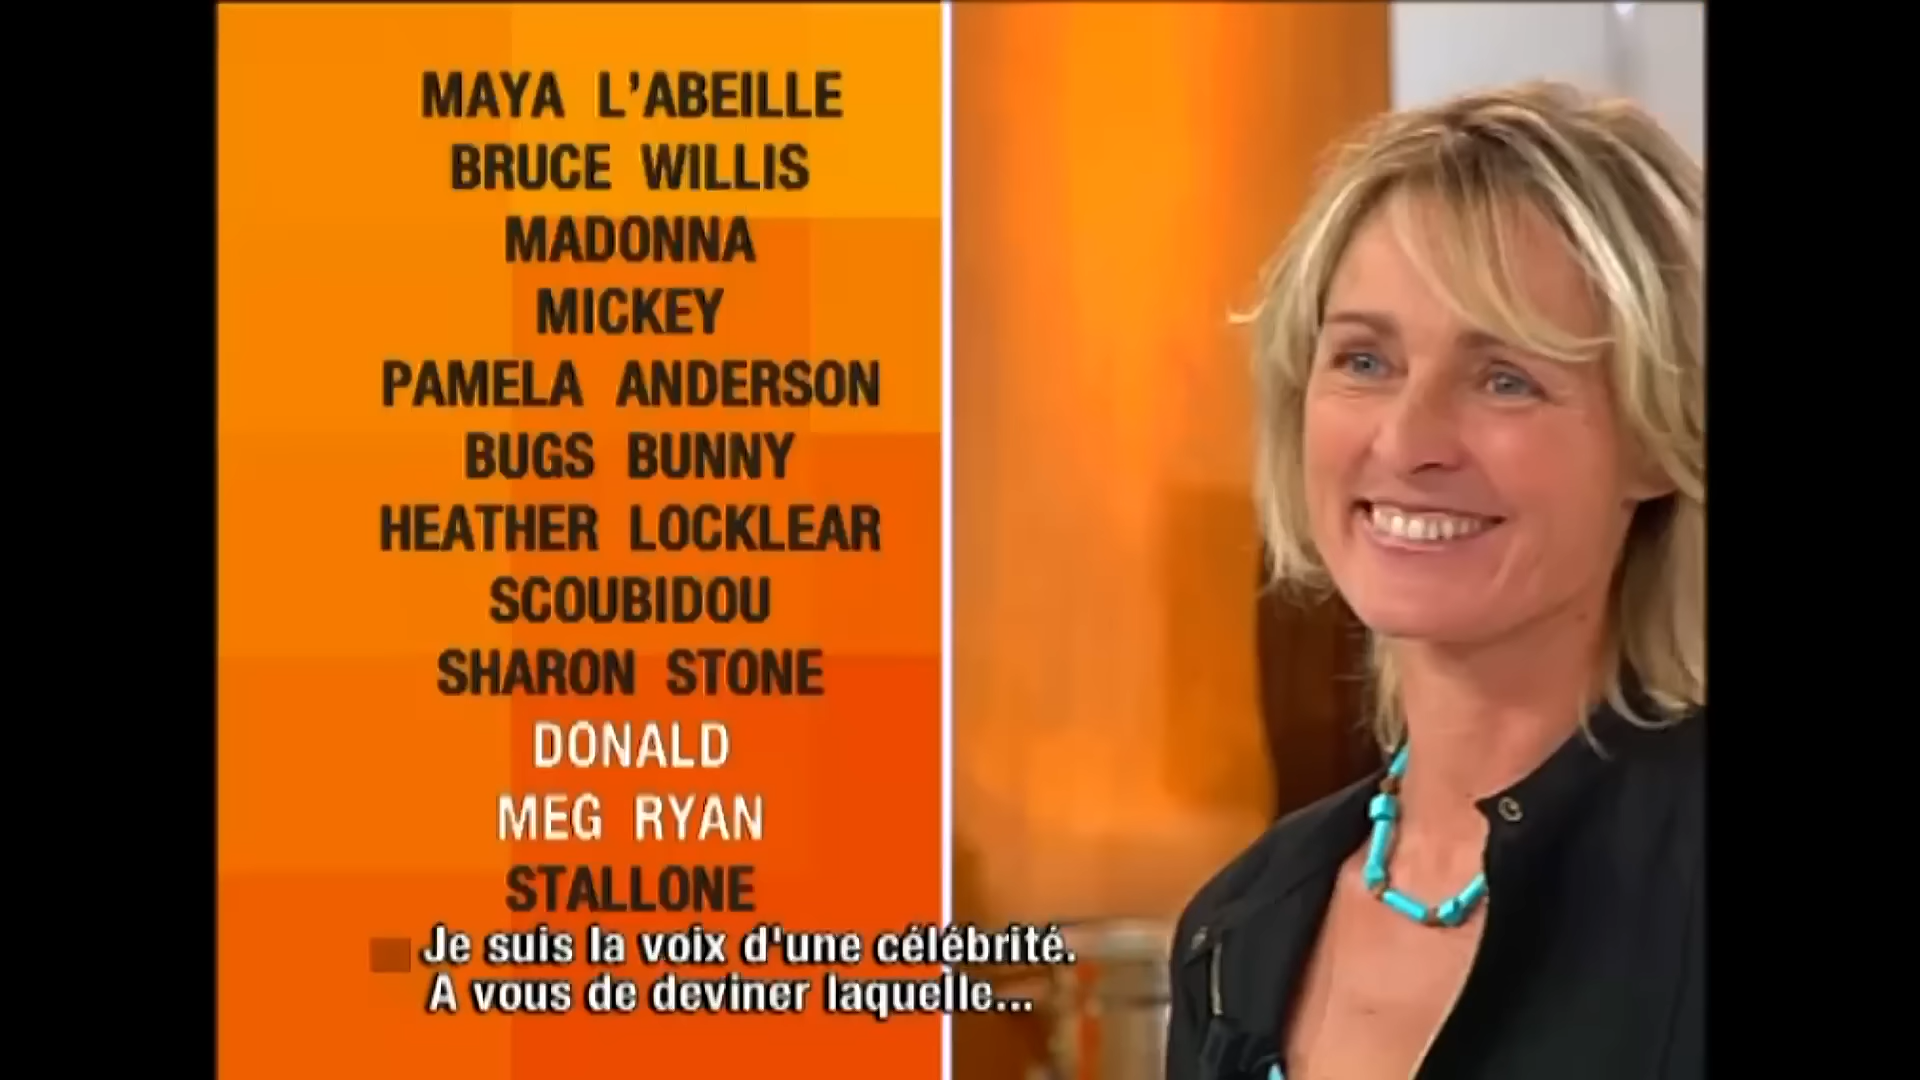 MAYA L'ABEILLE
BRUCE WILLIS
MADONNA
MICKEY
PAMELA ANDERSON
BUGS BUNNY
HEATHER LOCKLEAR
SCOUBIDOU
SHARON STONE
DONALD
MEG RYAN
STALLONE
Je suis la voix d'une célébrité.
A vous de deviner laquelle...